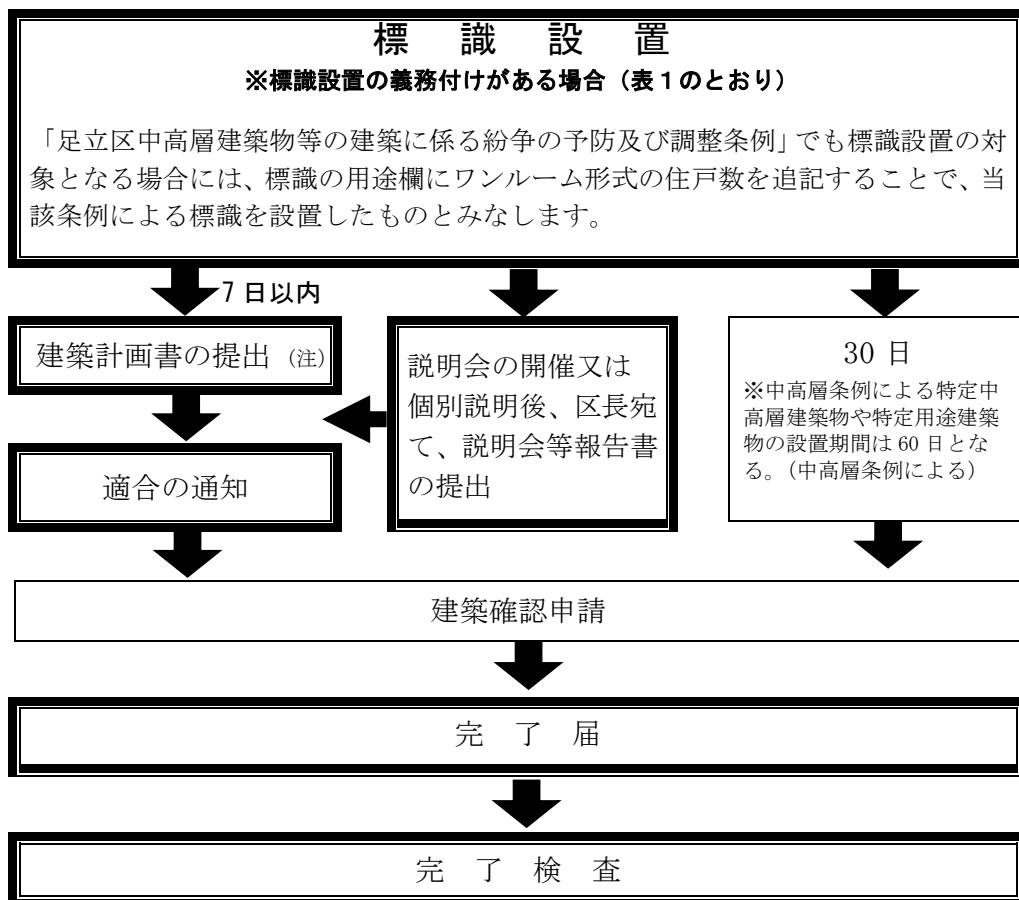 標識設置
※標識設置の義務付けがある場合（表１のとおり）
「足立区中高層建築物等の建築に係る紛争の予防及び調整条例」でも標識設置の対
象となる場合には、標識の用途欄にワンルーム形式の住戸数を追記することで、当
該条例による標識を設置したものとみなします。
7日以内
建築計画書の提出（注）
適合の通知
説明会の開催又は
個別説明後、区長宛
て、説明会等報告書
の提出
30日
※中高層条例による特定中
高層建築物や特定用途建築
物の設置期間は60日とな
る。（中高層条例による）
建築確認申請
完了届
完了検査